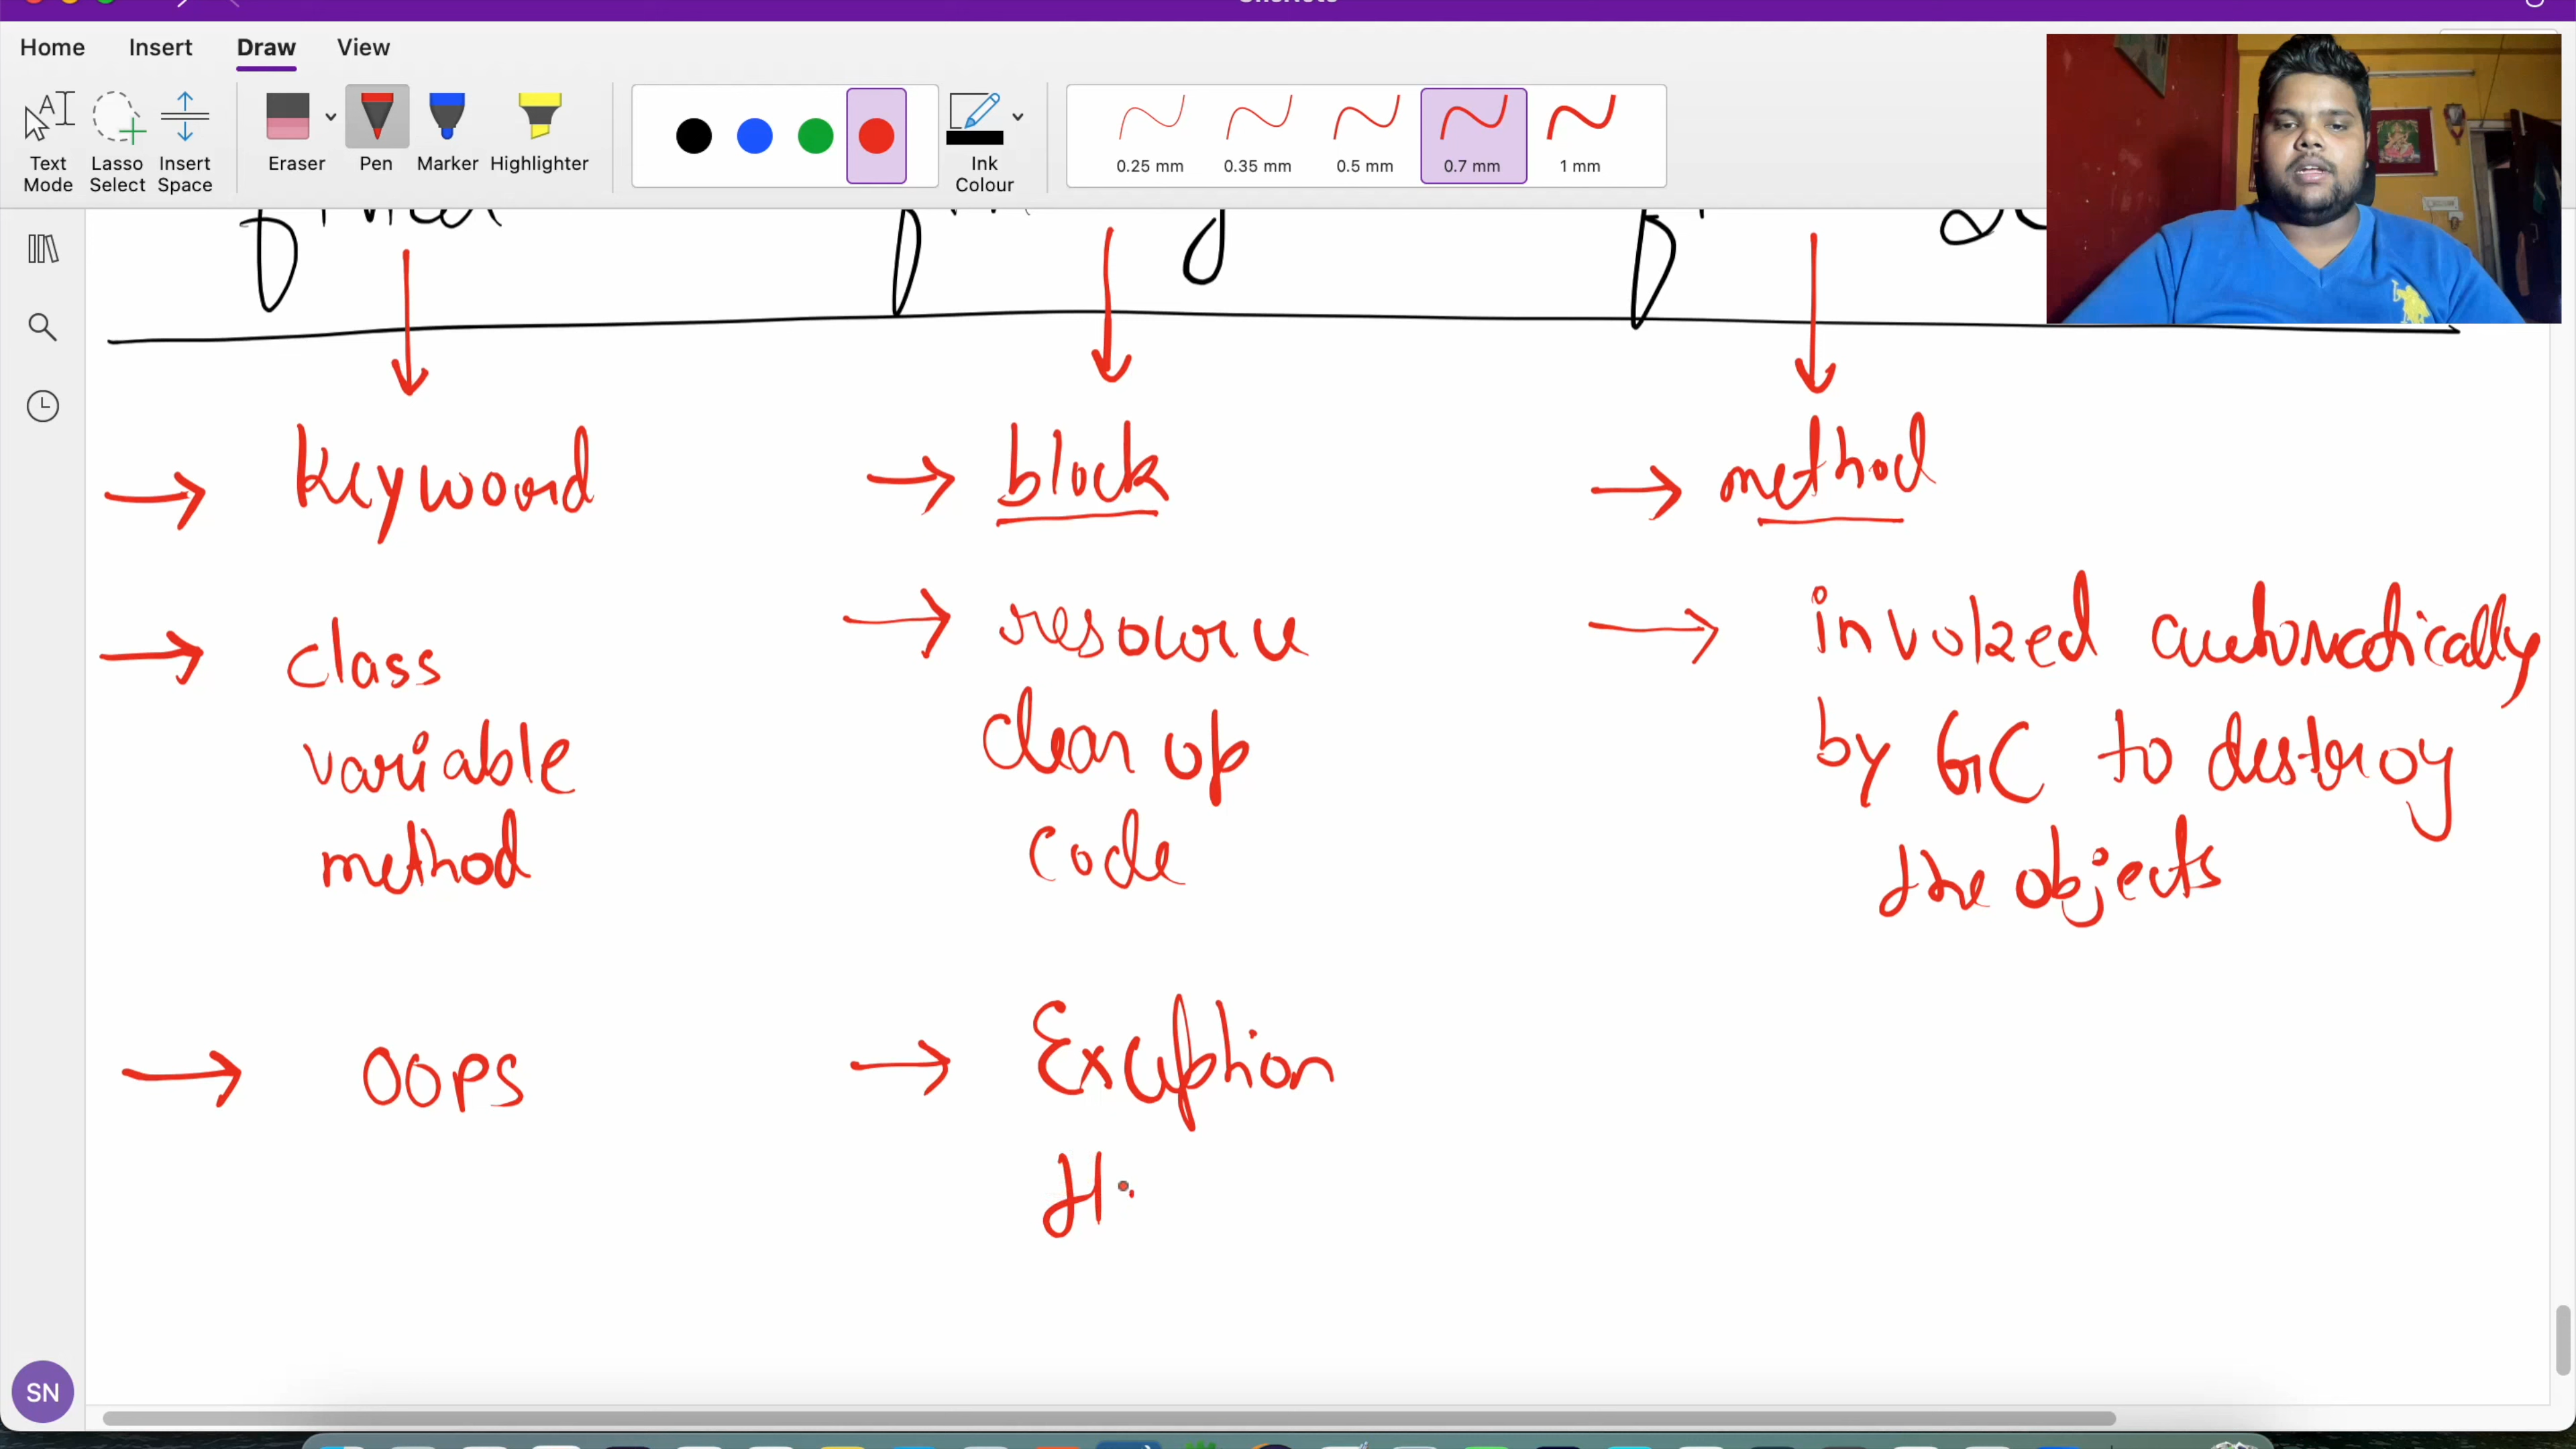 Home Insert Draw View
Text Mode
Lasso Select
Insert Space
Eraser
Pen
Marker
Highlighter
Ink Colour
0.25 mm
0.35 mm
0.5 mm
0.7 mm
1 mm
→ keyword
→ block
→ method
→ class
variable
method
→ resource
clean up
code
→ invoked automatically
by GC to destroy
the objects
→ OOPS
→ Exception
H
SN